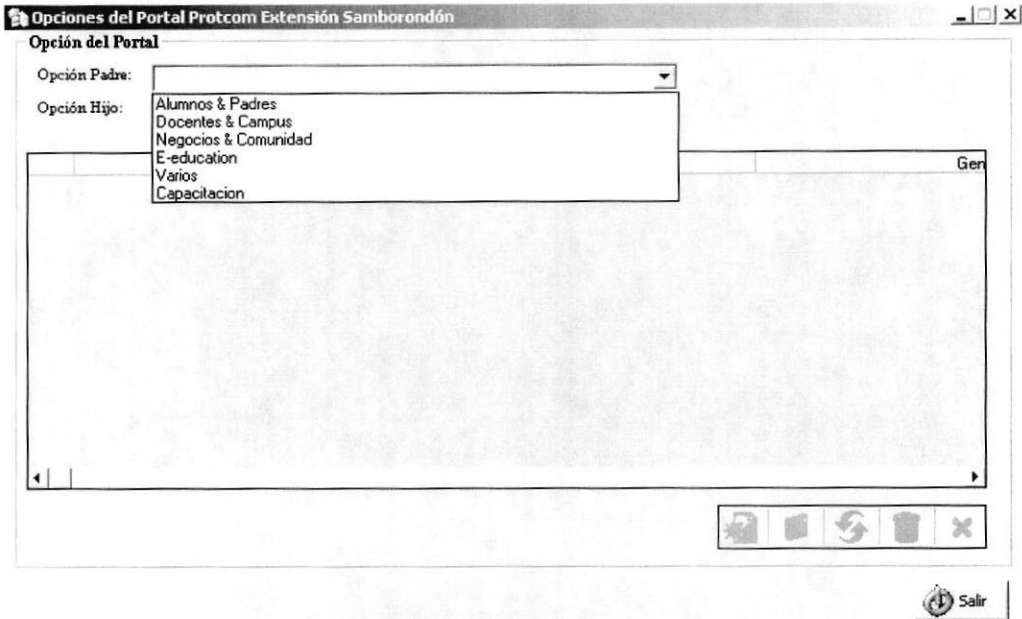 Opciones del Portal Protcom Extensión Samborondón
Opción del Portal
Opción Padre:
Opción Hijo:
Alumnos & Padres
Docentes & Campus
Negocios & Comunidad
E-education
Varios
Capacitacion
Gen
Salir